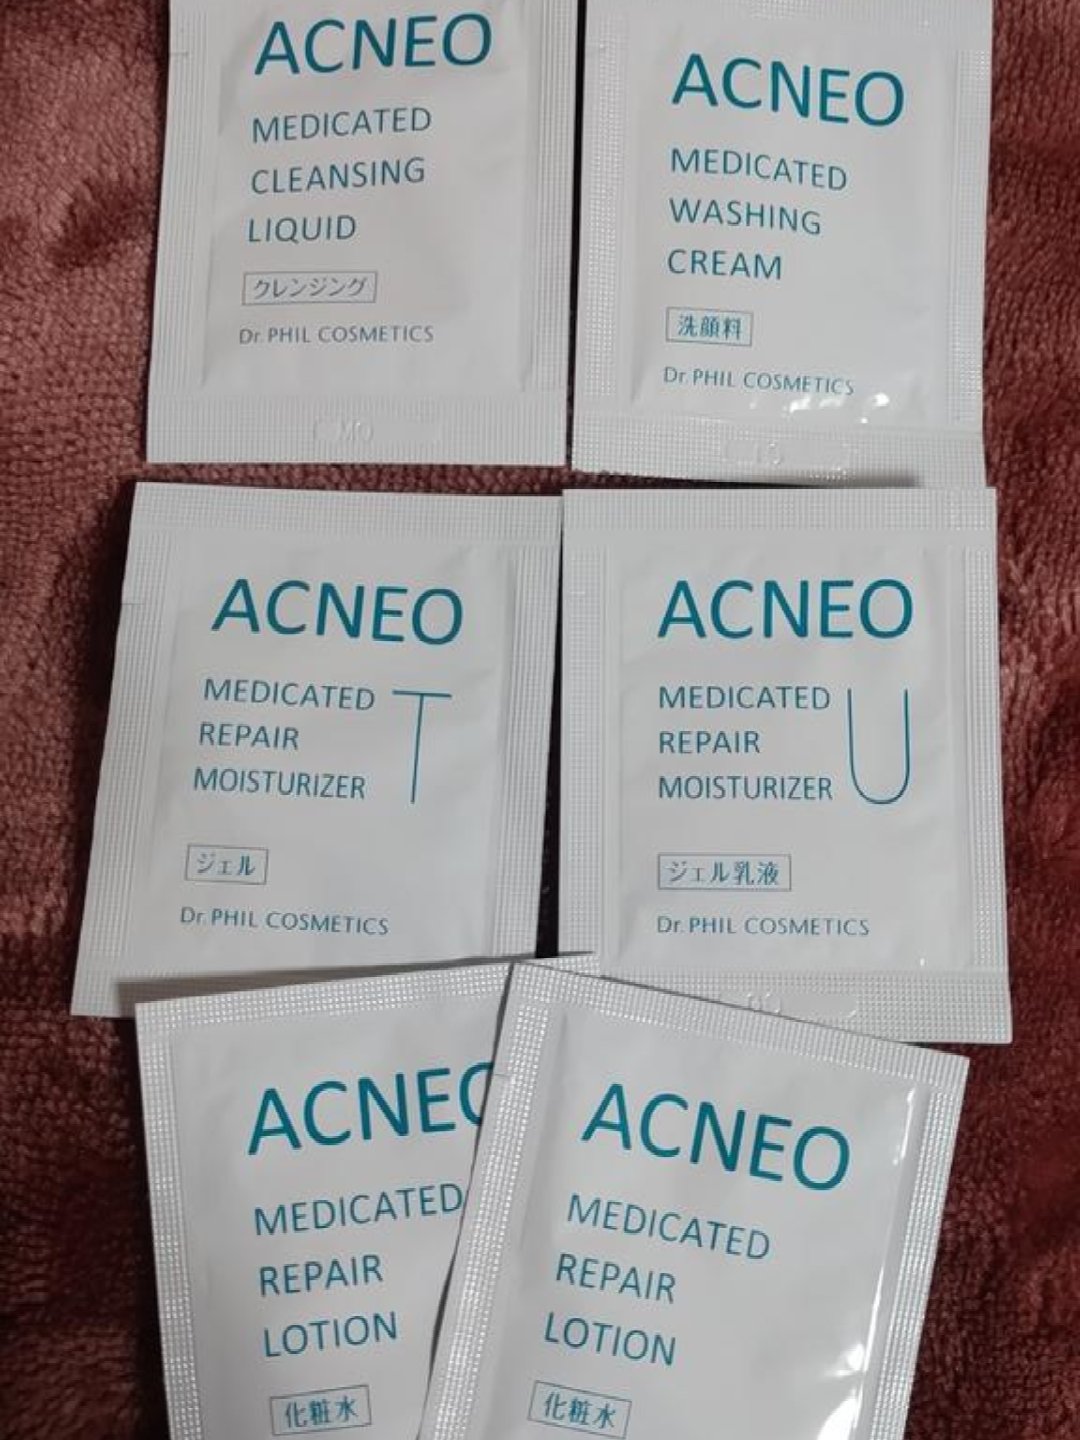 ACNEO
MEDICATED
CLEANSING
LIQUID
クレンジング
Dr.PHIL COSMETICS
ACNEO
MEDICATED
WASHING
CREAM
洗顔料
Dr.PHIL COSMETICS
ACNEO
MEDICATED
REPAIR
MOISTURIZER
T
ジェル
Dr.PHIL COSMETICS
ACNEO
MEDICATED
REPAIR
MOISTURIZER
U
ジェル乳液
Dr.PHIL COSMETICS
ACNEO
MEDICATED
REPAIR
LOTION
化粧水
ACNEO
MEDICATED
REPAIR
LOTION
化粧水